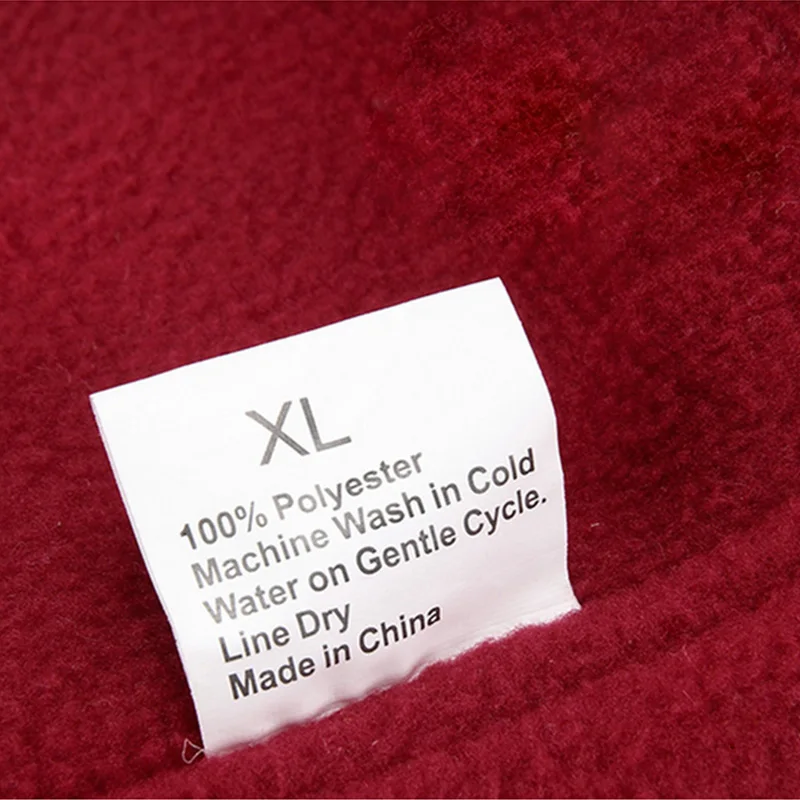 XL
100% Polyester
Machine Wash in Cold
Water on Gentle Cycle.
Line Dry
Made in China